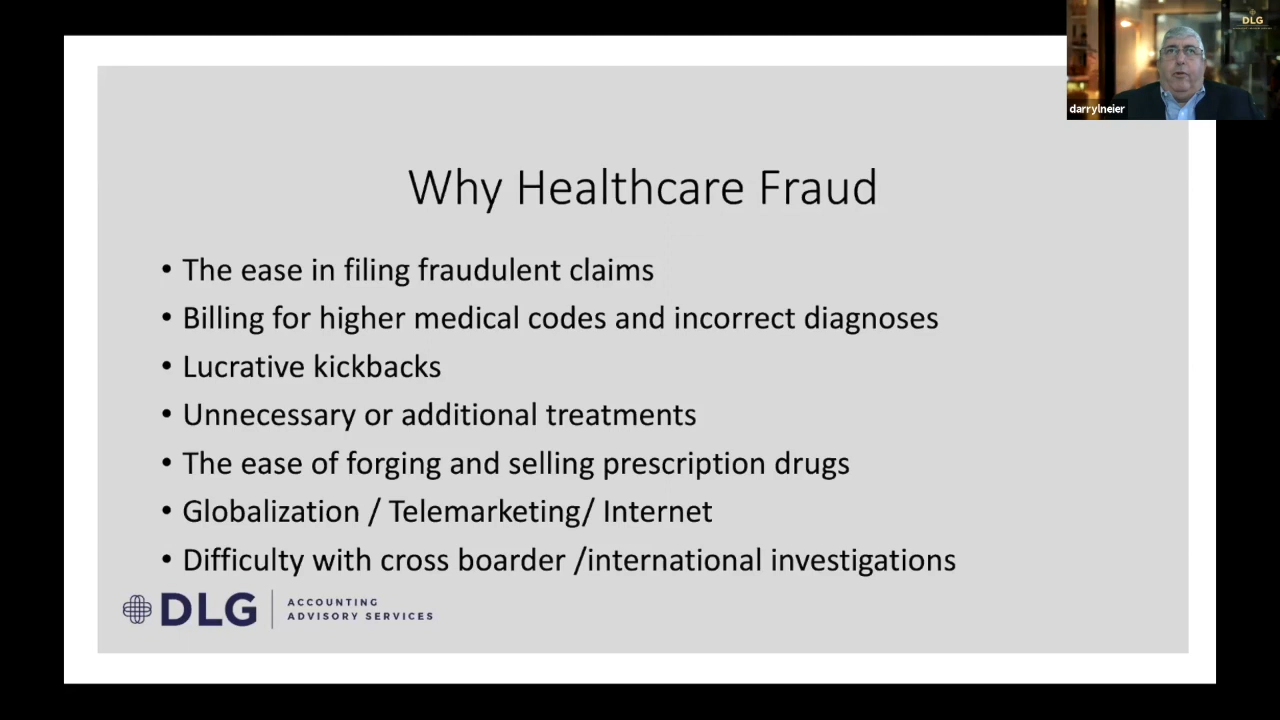 DLG
darrylneier
Why Healthcare Fraud
• The ease in filing fraudulent claims
• Billing for higher medical codes and incorrect diagnoses
• Lucrative kickbacks
• Unnecessary or additional treatments
• The ease of forging and selling prescription drugs
• Globalization / Telemarketing/ Internet
• Difficulty with cross boarder /international investigations
DLG
ACCOUNTING
ADVISORY SERVICES